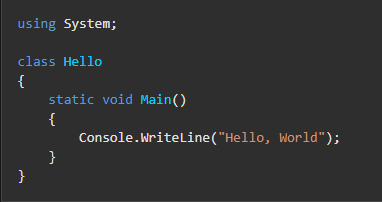 using System;

class Hello
{
    static void Main()
    {
        Console.WriteLine("Hello, World");
    }
}